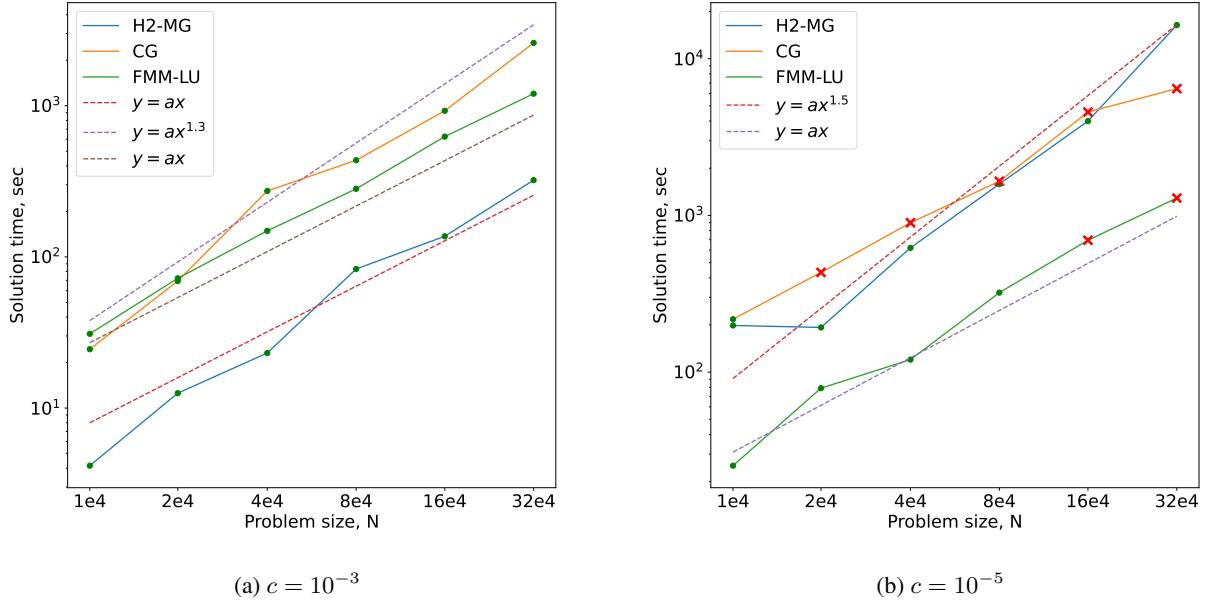 H2-MG
CG
FMM-LU
y = ax
y = ax^{1.3}
y = ax
Solution time, sec
10^3
10^2
10^1
1e4 2e4 4e4 8e4 16e4 32e4
Problem size, N
(a) c = 10^{-3}
H2-MG
CG
FMM-LU
y = ax^{1.5}
y = ax
Solution time, sec
10^4
10^3
10^2
1e4 2e4 4e4 8e4 16e4 32e4
Problem size, N
(b) c = 10^{-5}